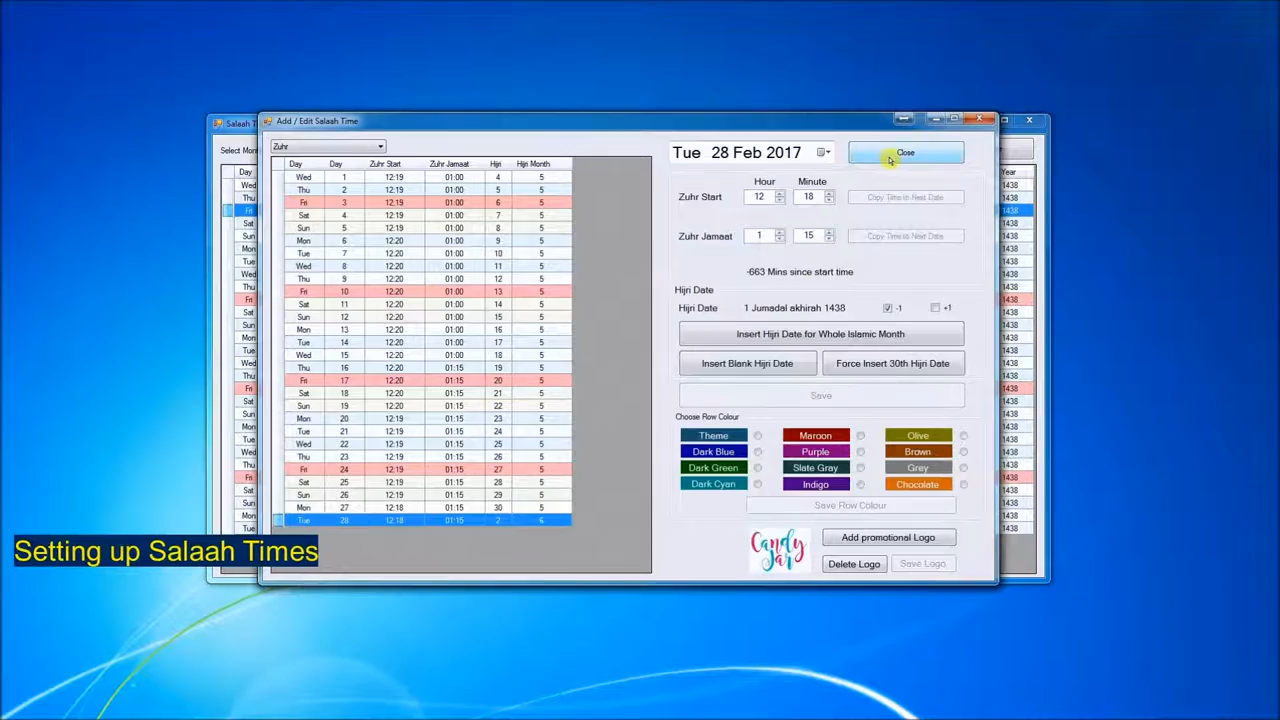 Salaah T
Add / Edit Salaah Time
Select Mon
Zuhr
Tue 28 Feb 2017
Close
Day Day Zuhr Start Zuhr Jamaat Hijri Hijri Month
Wed 1 12:19 01:00 4 5
Thu 2 12:19 01:00 5 5
Fri 3 12:19 01:00 6 5
Sat 4 12:19 01:00 7 5
Sun 5 12:19 01:00 8 5
Mon 6 12:20 01:00 9 5
Tue 7 12:20 01:00 10 5
Wed 8 12:20 01:00 11 5
Thu 9 12:20 01:00 12 5
Fri 10 12:20 01:00 13 5
Sat 11 12:20 01:00 14 5
Sun 12 12:20 01:00 15 5
Mon 13 12:20 01:00 16 5
Tue 14 12:20 01:00 17 5
Wed 15 12:20 01:00 18 5
Thu 16 12:20 01:15 19 5
Fri 17 12:20 01:15 20 5
Sat 18 12:20 01:15 21 5
Sun 19 12:20 01:15 22 5
Mon 20 12:19 01:15 23 5
Tue 21 12:19 01:15 24 5
Wed 22 12:19 01:15 25 5
Thu 23 12:19 01:15 26 5
Fri 24 12:19 01:15 27 5
Sat 25 12:19 01:15 28 5
Sun 26 12:19 01:15 29 5
Mon 27 12:18 01:15 30 5
Tue 28 12:18 01:15 2 6
Hour Minute
Zuhr Start 12 18 Copy Time to Next Date
Zuhr Jamaat 1 15 Copy Time to Next Date
-663 Mins since start time
Hijri Date
Hijri Date 1 Jumadal akhirah 1438 -1 +1
Insert Hijri Date for Whole Islamic Month
Insert Blank Hijri Date Force Insert 30th Hijri Date
Save
Choose Row Colour
Theme Maroon Olive
Dark Blue Purple Brown
Dark Green Slate Gray Grey
Dark Cyan Indigo Chocolate
Save Row Colour
Candy Jar
Add promotional Logo
Delete Logo Save Logo
Setting up Salaah Times